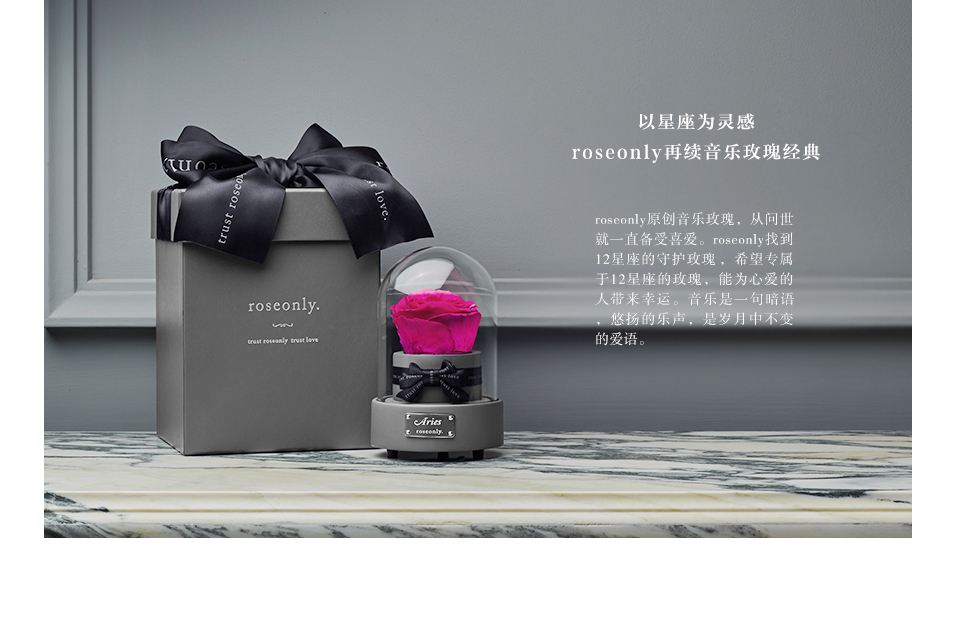 以星座为灵感
roseonly再续音乐玫瑰经典
roseonly原创音乐玫瑰，从问世
就一直备受喜爱。roseonly找到
12星座的守护玫瑰，希望专属
于12星座的玫瑰，能为心爱的
人带来幸运。音乐是一句暗语
，悠扬的乐声，是岁月中不变
的爱语。
trust roseo
t love.
roseonly.
trust roseonly trust love
trust love
Aries
roseonly.